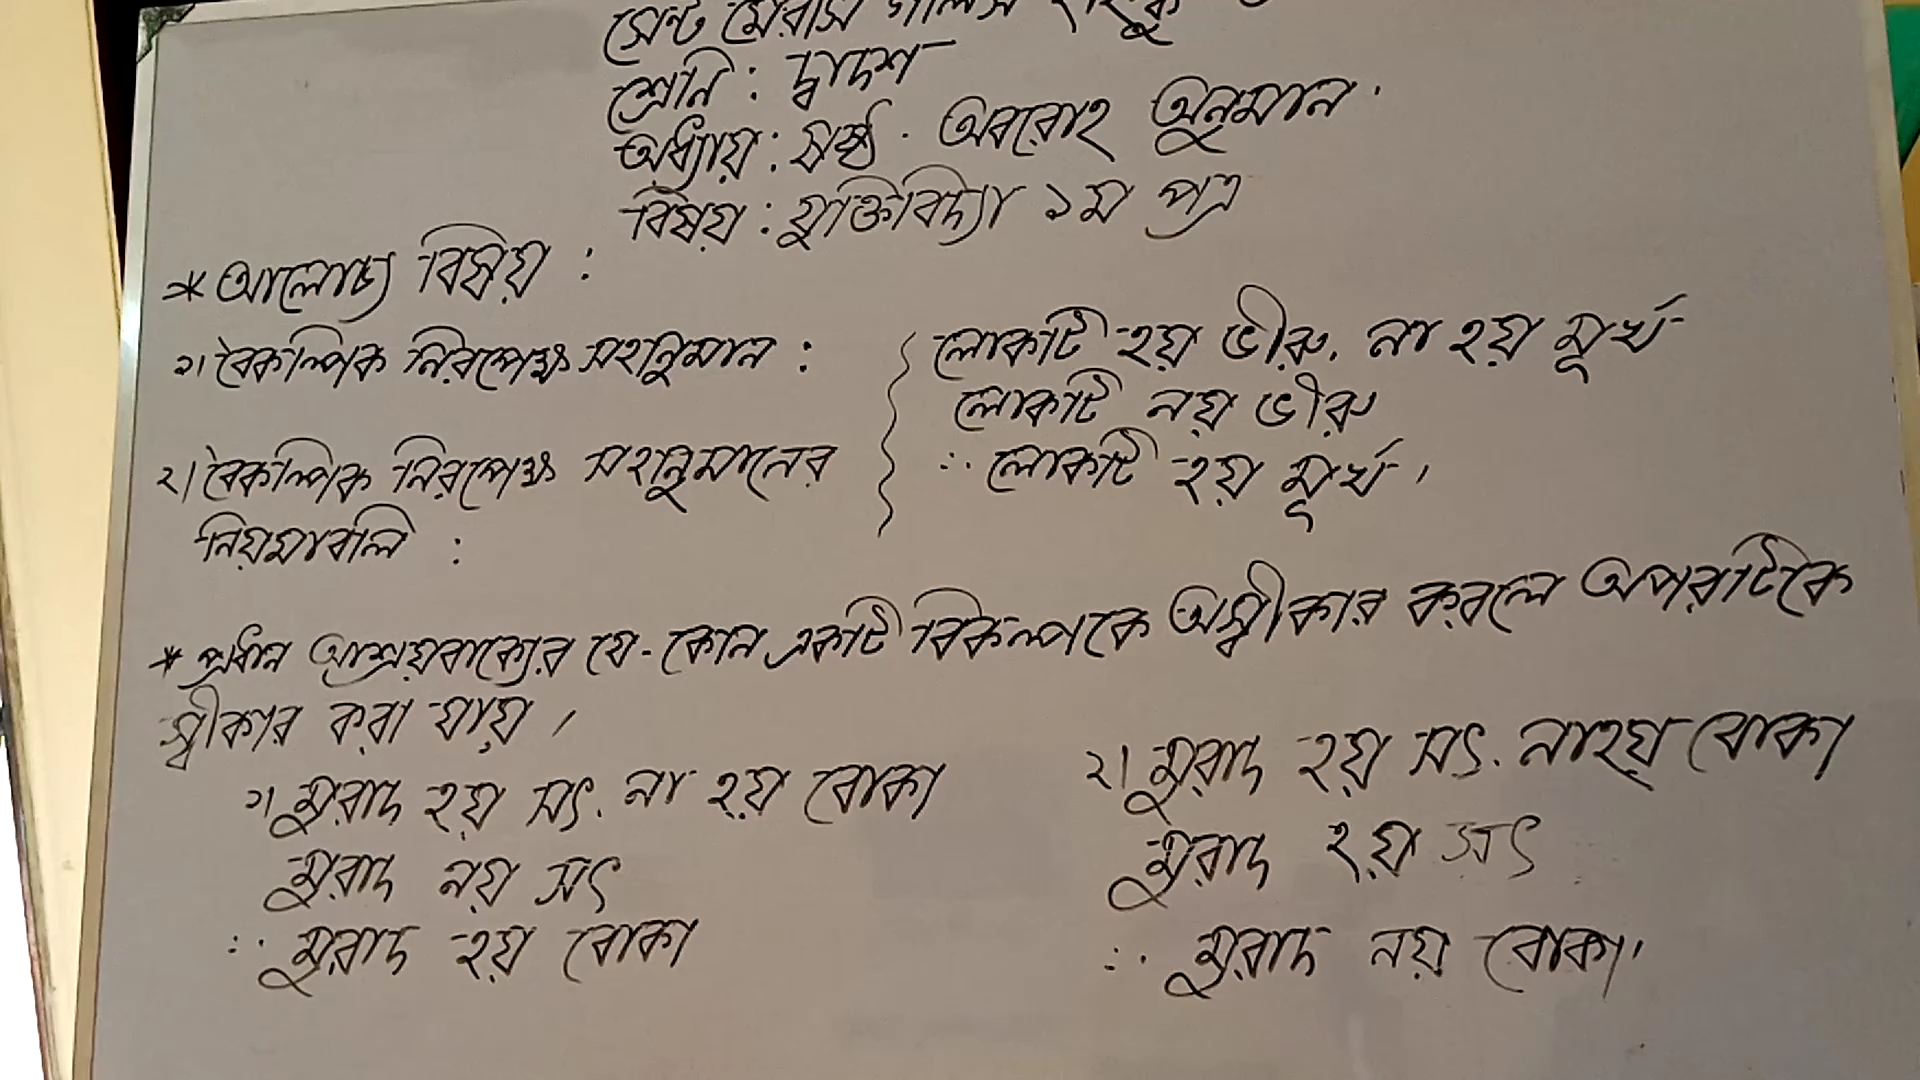 সেন্ট মেরীস গার্লস হাই
শ্রেনি : দ্বাদশ
অধ্যায় : ষষ্ঠ . অবরোহ অনুমান .
বিষয় : যুক্তিবিদ্যা ১ম পত্র
* আলোচ্য বিষয় :
১। বৈকল্পিক নিরপেক্ষ সহানুমান :
২। বৈকল্পিক নিরপেক্ষ সহানুমানের
নিয়মাবলি :
লোকটি হয় ভীরু, না হয় মূর্খ
লোকটি নয় ভীরু
∴ লোকটি হয় মূর্খ ।
* প্রধান আশ্রয়বাক্যের যে-কোন একটি বিকল্পকে অস্বীকার করলে অপরটিকে
স্বীকার করা যায় ।
১। মুরাদ হয় সৎ, না হয় বোকা
মুরাদ নয় সৎ
∴ মুরাদ হয় বোকা
২। মুরাদ হয় সৎ, না হয় বোকা
মুরাদ হয় সৎ
∴ মুরাদ নয় বোকা।